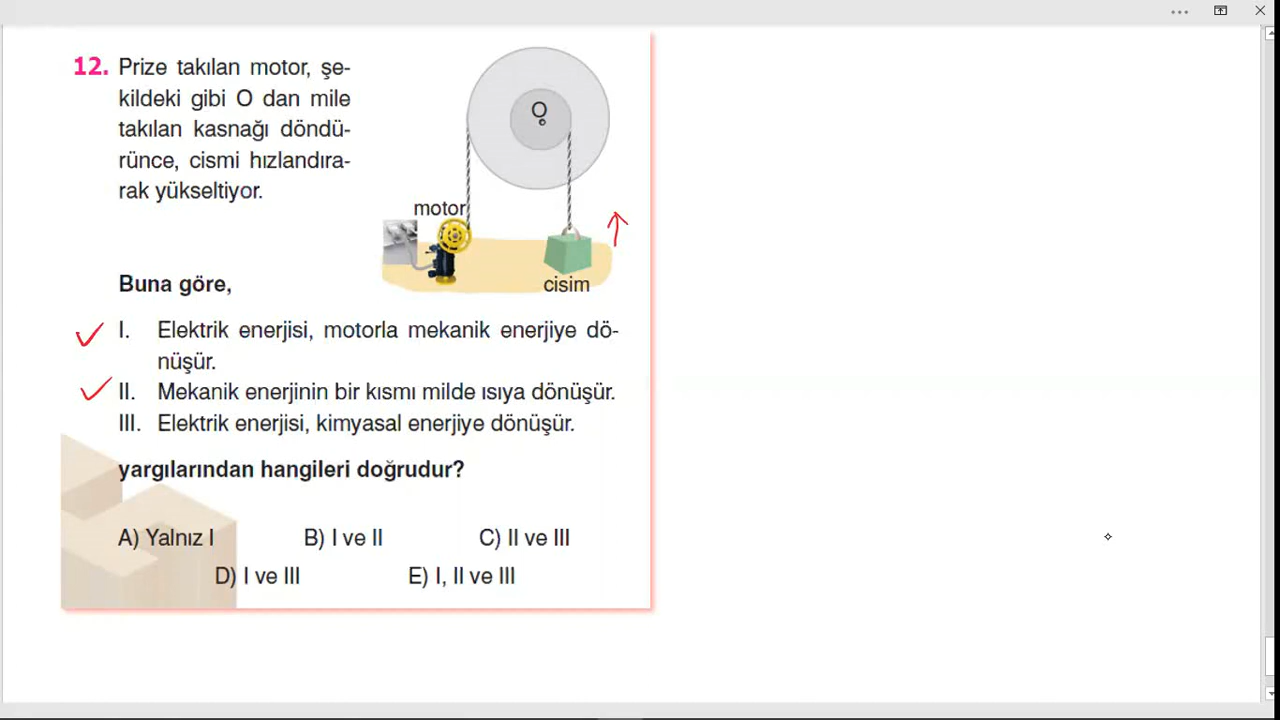 12. Prize takılan motor, şe-
kildeki gibi O dan mile
takılan kasnağı döndü-
rünce, cismi hızlandıra-
rak yükseltiyor.
O
motor
cisim
Buna göre,
I. Elektrik enerjisi, motorla mekanik enerjiye dö-
nüşür.
II. Mekanik enerjinin bir kısmı milde ısıya dönüşür.
III. Elektrik enerjisi, kimyasal enerjiye dönüşür.
yargılarından hangileri doğrudur?
A) Yalnız I B) I ve II C) II ve III
D) I ve III E) I, II ve III